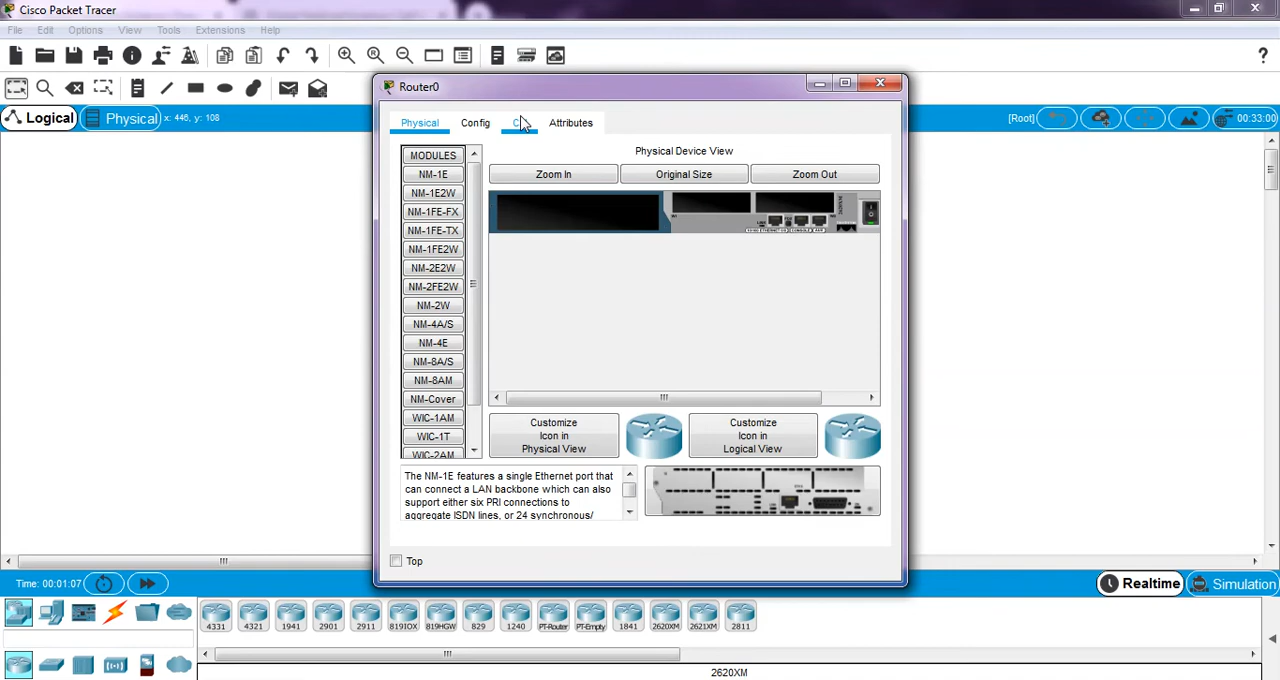 Cisco Packet Tracer
File Edit Options View Tools Extensions Help
Router0
Logical
Physical
x: 446, y: 108
[Root]
00:33:00
Physical Config Attributes
MODULES
NM-1E
NM-1E2W
NM-1FE-FX
NM-1FE-TX
NM-1FE2W
NM-2E2W
NM-2FE2W
NM-2W
NM-4A/S
NM-4E
NM-8A/S
NM-8AM
NM-Cover
WIC-1AM
WIC-1T
WIC-2AM
Physical Device View
Zoom In Original Size Zoom Out
Customize
Icon in
Physical View
Customize
Icon in
Logical View
The NM-1E features a single Ethernet port that
can connect a LAN backbone which can also
support either six PRI connections to
aggregate ISDN lines, or 24 synchronous/
Top
Time: 00:01:07
Realtime
Simulation
4331 4321 1941 2901 2911 819IOX 819HGW 829 1240 PT-Router PT-Empty 1841 2620XM 2621XM 2811
2620XM